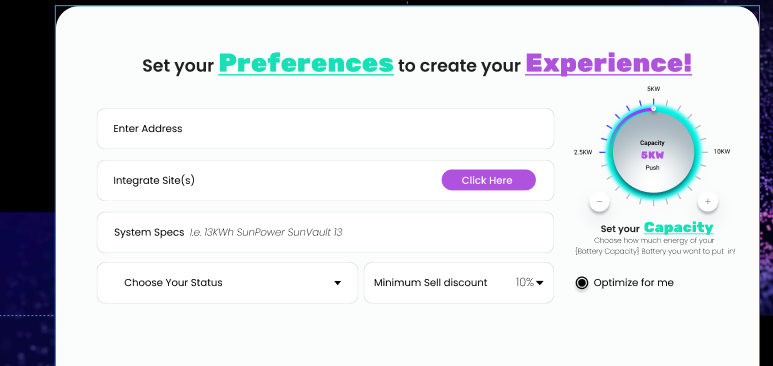 Set your Preferences to create your Experience!
5KW
Enter Address
Capacity
2.5KW
5KW
10KW
Push
Integrate Site(s)
Click Here
−
+
System Specs I.e. 13KWh SunPower SunVault 13
Set your Capacity
Choose how much energy of your
{Battery Capacity} Battery you want to put in!
Choose Your Status
Minimum Sell discount
10%
Optimize for me